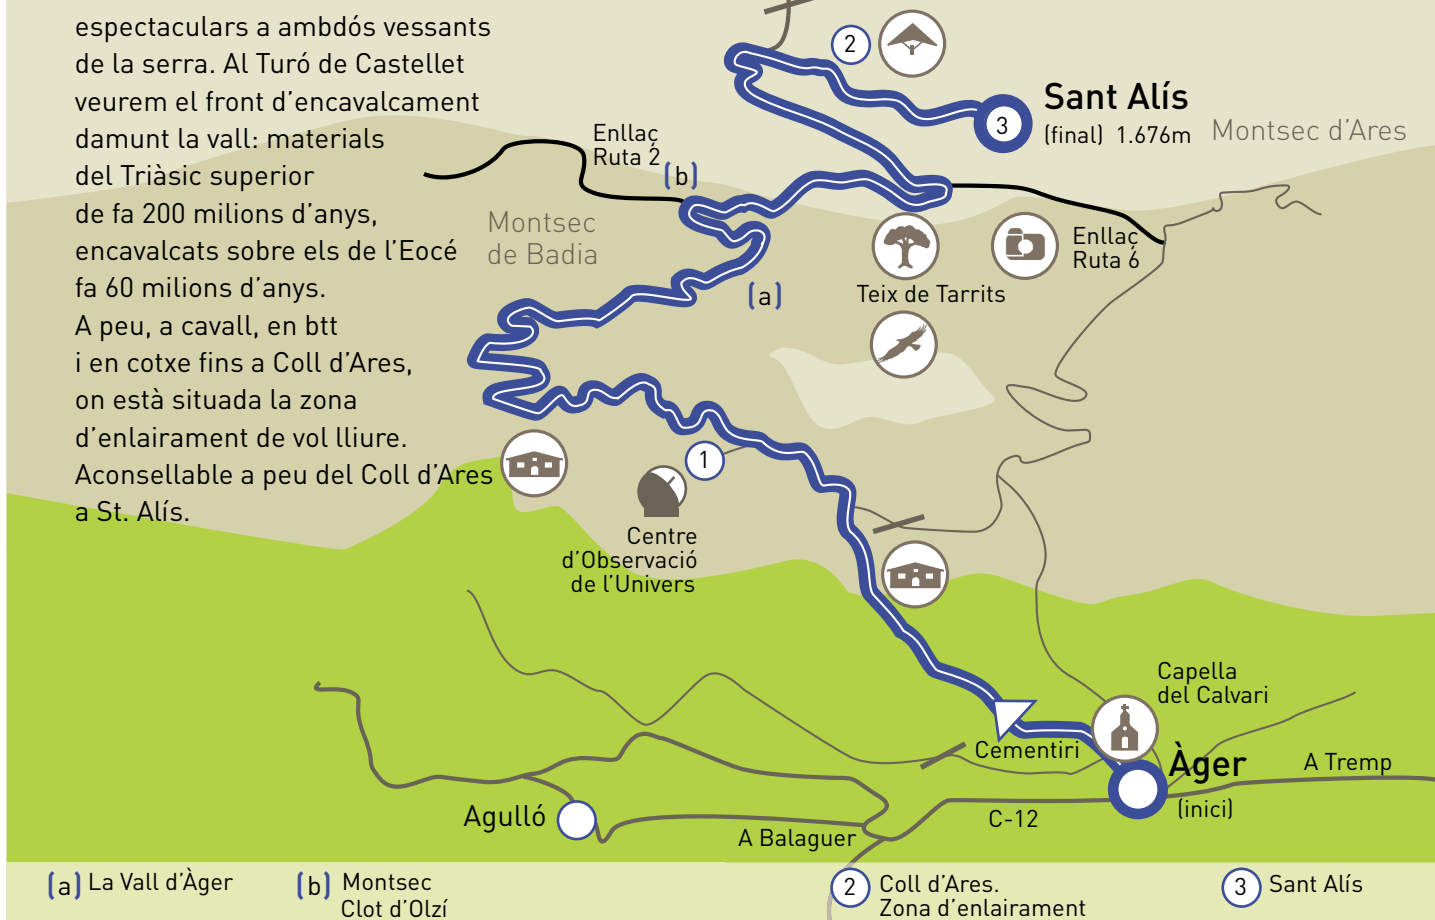 espectaculars a ambdós vessants
de la serra. Al Turó de Castellet
veurem el front d'encavalcament
damunt la vall: materials
del Triàsic superior
de fa 200 milions d'anys,
encavalcats sobre els de l'Eocé
fa 60 milions d'anys.
A peu, a cavall, en btt
i en cotxe fins a Coll d'Ares,
on està situada la zona
d'enlairament de vol lliure.
Aconsellable a peu del Coll d'Ares
a St. Alís.
2
Sant Alís
3
(final) 1.676m
Montsec d'Ares
Enllaç
Ruta 2
(b)
Montsec
de Badia
Enllaç
Ruta 6
(a)
Teix de Tarrits
1
Centre
d'Observació
de l'Univers
Capella
del Calvari
Cementiri
Àger
(inici)
A Tremp
Agulló
C-12
A Balaguer
(a) La Vall d'Àger
(b) Montsec
Clot d'Olzí
2 Coll d'Ares.
Zona d'enlairament
3 Sant Alís